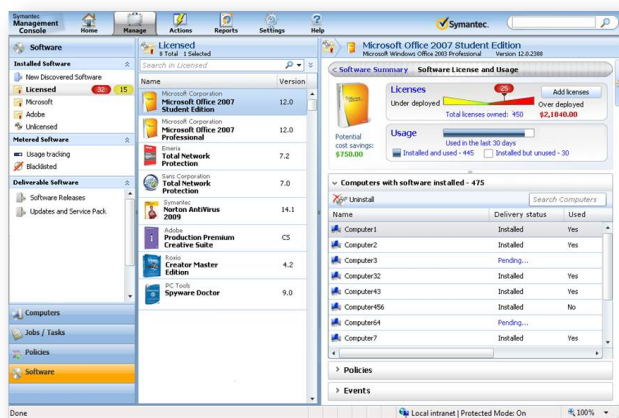 Symantec
Management
Console
Home
Manage
Actions
Reports
Settings
Help
Symantec.
Software
Installed Software
New Discovered Software
Licensed 32 15
Microsoft
Adobe
Unlicensed
Metered Software
Usage tracking
Blacklisted
Deliverable Software
Software Releases
Updates and Service Pack
Computers
Jobs / Tasks
Policies
Software
Licensed
8 Total 1 Selected
Search in Licensed
Name Version
Microsoft Corporation
Microsoft Office 2007 12.0
Student Edition
Microsoft Corporation
Microsoft Office 2007 12.0
Professional
Emeria
Total Network 7.2
Protection
Sans Corporation
Total Network 7.0
Protection
Symantec
Norton AntiVirus 14.1
2009
Adobe
Production Premium CS
Creative Suite
Roxio
Creator Master 4.2
Edition
PC Tools
Spyware Doctor 9.0
Microsoft Office 2007 Student Edition
Microsoft Windows Office 2003 Professional Version 12.0.2388
< Software Summary Software License and Usage
Licenses 25 Add licenses
Under deployed Over deployed
Total licenses owned: 450 $2,1840.00
Potential
cost savings:
$750.00
Usage
Used in the last 30 days
Installed and used - 445 Installed but unused - 30
Computers with software installed - 475
Uninstall Search Computers
Name Delivery status Used
Computer1 Installed Yes
Computer2 Installed Yes
Computer3 Pending...
Computer32 Installed Yes
Computer43 Installed Yes
Computer456 Installed No
Computer64 Pending...
Computer7 Installed Yes
Policies
Events
Done Local intranet | Protected Mode: On 100%